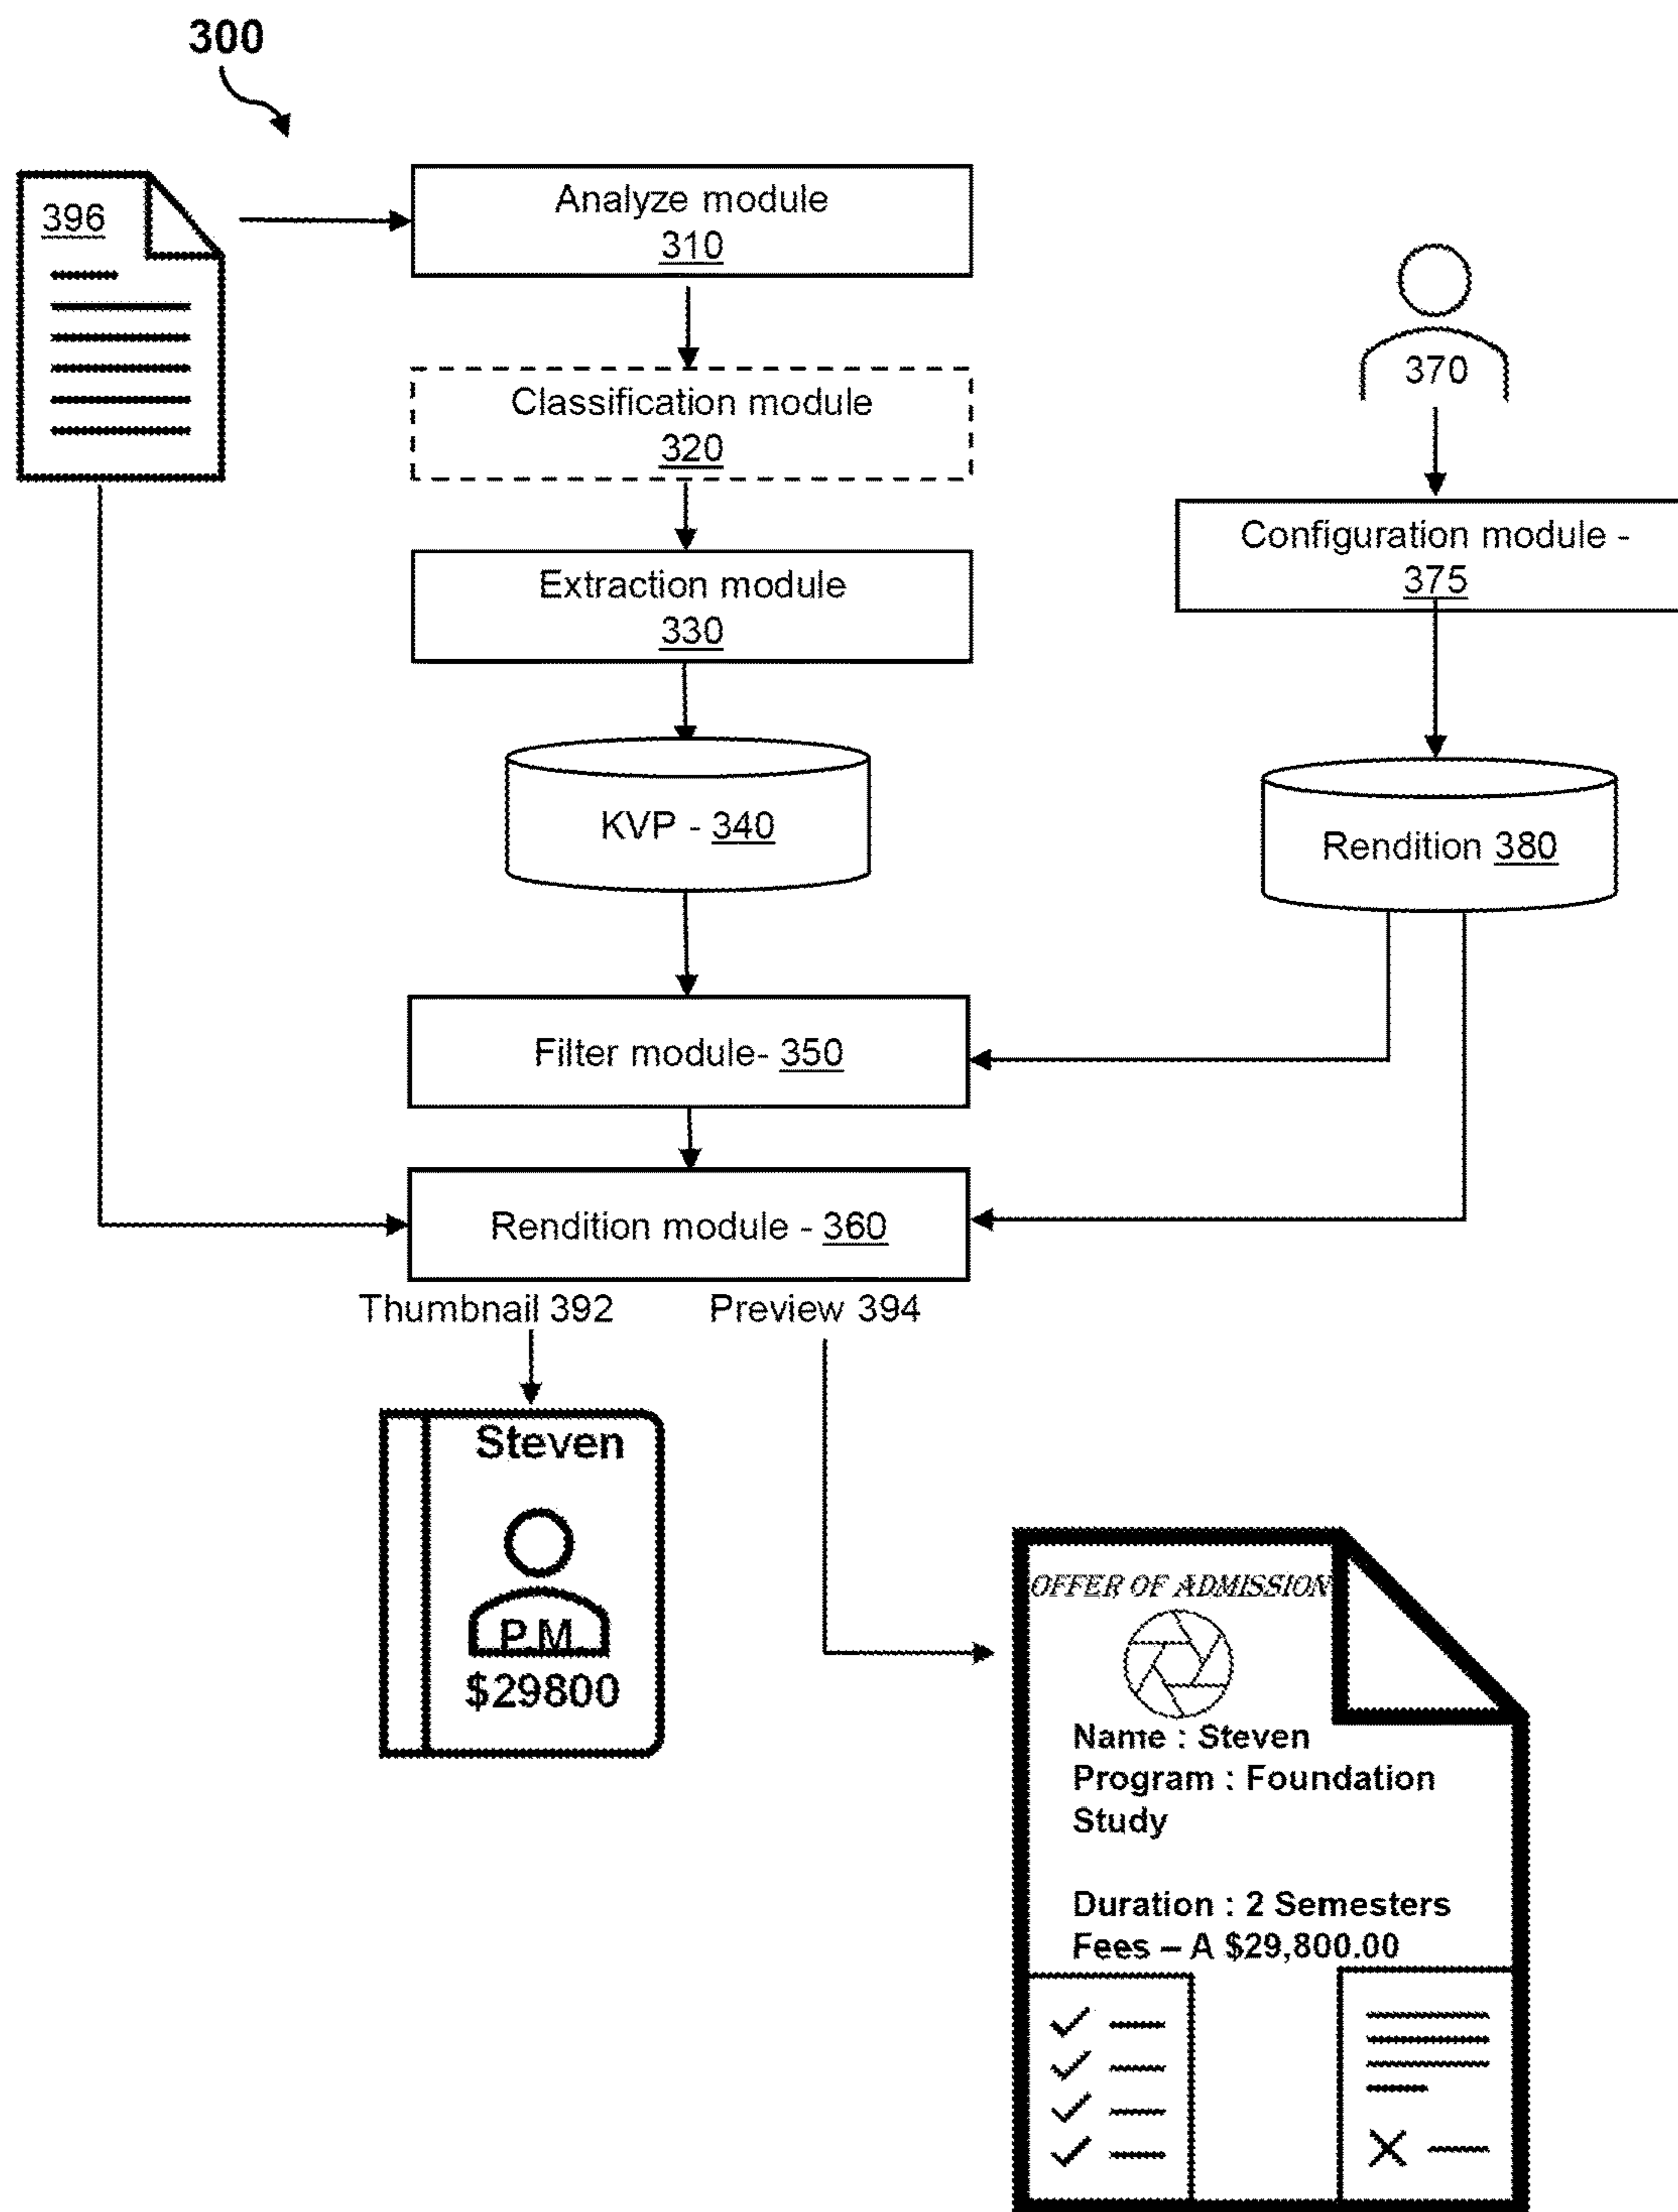 300
396
Analyze module
310
Classification module
320
370
Configuration module -
375
Extraction module
330
KVP - 340
Rendition 380
Filter module- 350
Rendition module - 360
Thumbnail 392
Preview 394
Steven
P.M.
$29800
OFFER OF ADMISSION
Name : Steven
Program : Foundation
Study
Duration : 2 Semesters
Fees – A $29,800.00